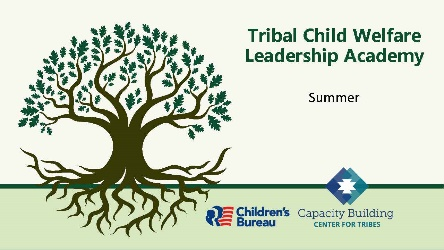 Tribal Child Welfare
Leadership Academy
Summer
Children's
Bureau
Capacity Building
CENTER FOR TRIBES